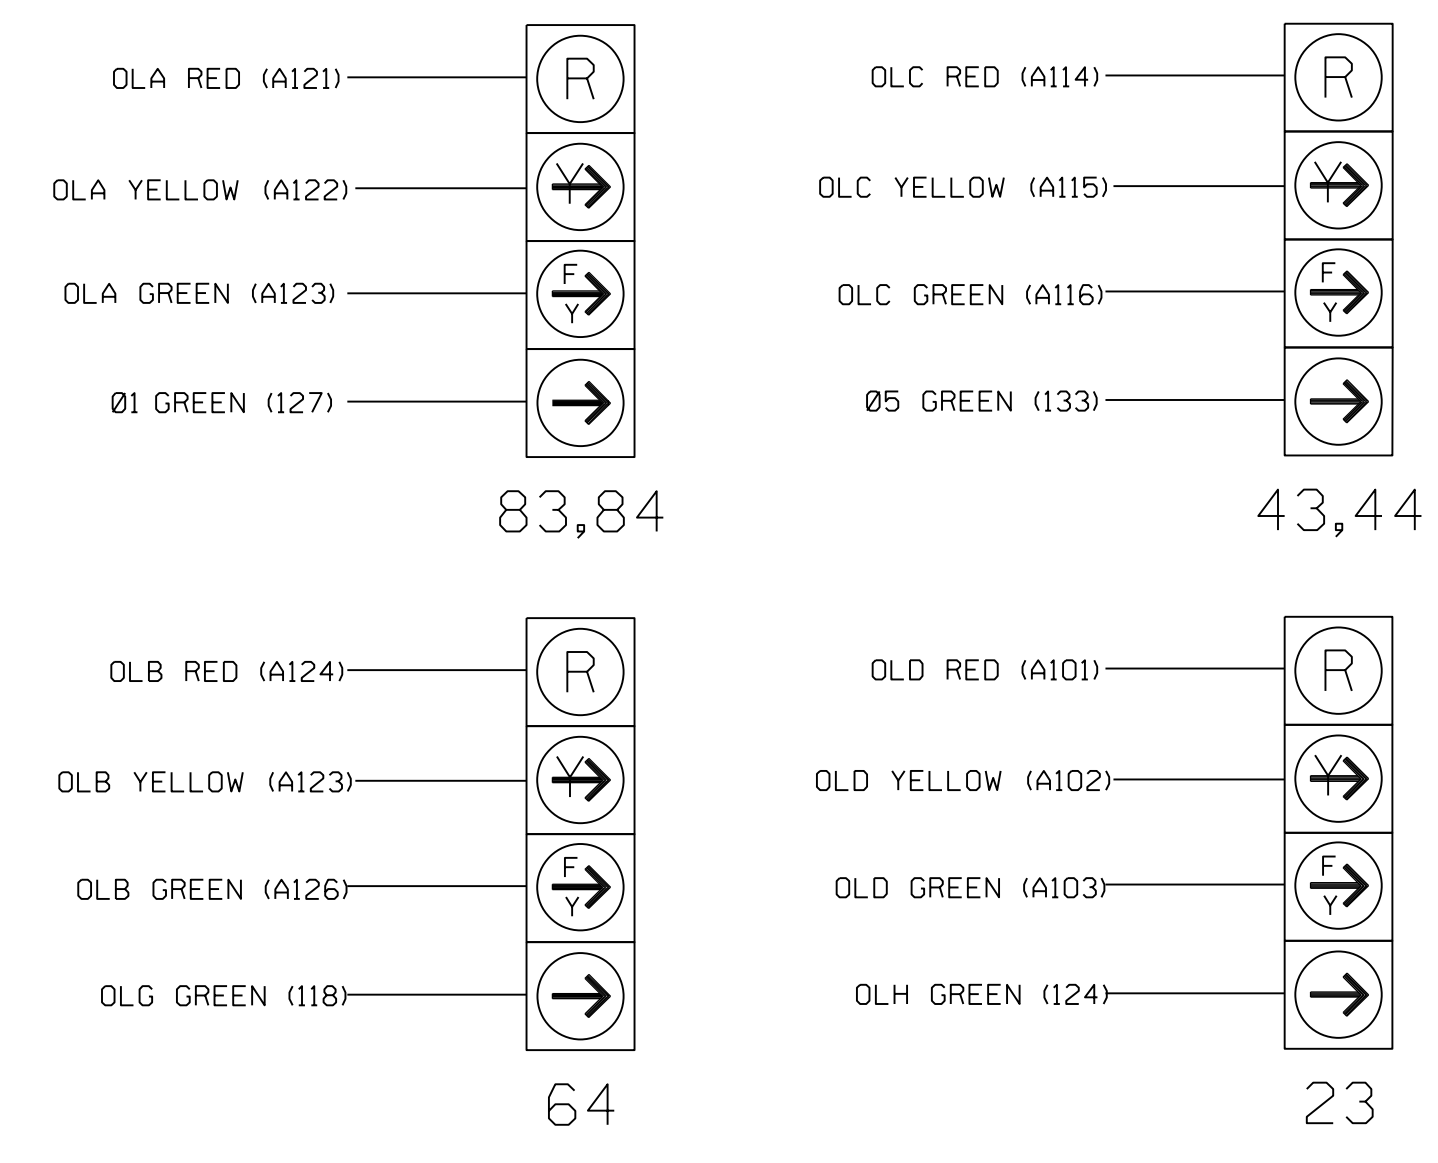 OLA RED (A121)
R
OLA YELLOW (A122)
Y
OLA GREEN (A123)
F
Y
Ø1 GREEN (127)
83,84
OLC RED (A114)
R
OLC YELLOW (A115)
Y
OLC GREEN (A116)
F
Y
Ø5 GREEN (133)
43,44
OLB RED (A124)
R
OLB YELLOW (A123)
Y
OLB GREEN (A126)
F
Y
OLG GREEN (118)
64
OLD RED (A101)
R
OLD YELLOW (A102)
Y
OLD GREEN (A103)
F
Y
OLH GREEN (124)
23